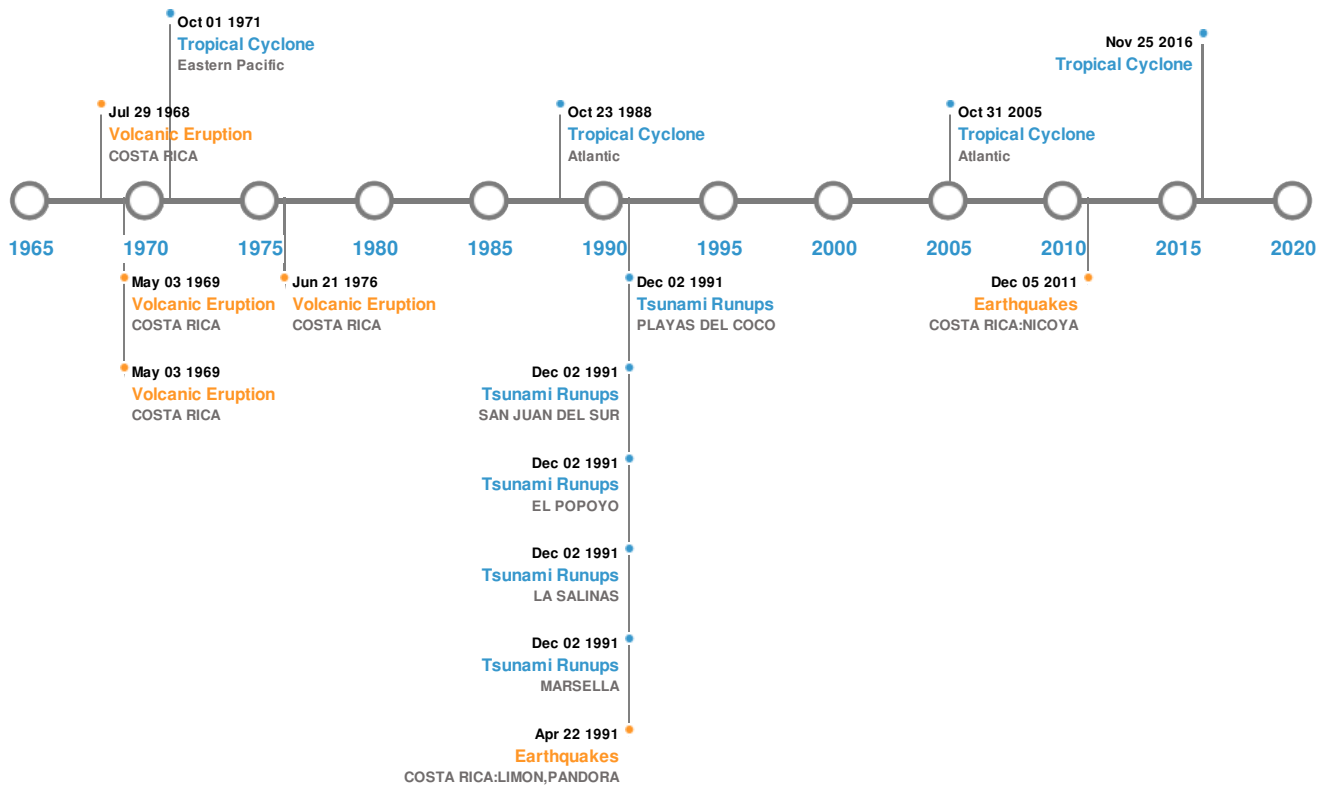 Oct 01 1971
Tropical Cyclone
Eastern Pacific
Nov 25 2016
Tropical Cyclone
Jul 29 1968
Volcanic Eruption
COSTA RICA
Oct 23 1988
Tropical Cyclone
Atlantic
Oct 31 2005
Tropical Cyclone
Atlantic
1965 1970 1975 1980 1985 1990 1995 2000 2005 2010 2015 2020
May 03 1969
Volcanic Eruption
COSTA RICA
Jun 21 1976
Volcanic Eruption
COSTA RICA
Dec 02 1991
Tsunami Runups
PLAYAS DEL COCO
Dec 05 2011
Earthquakes
COSTA RICA:NICOYA
May 03 1969
Volcanic Eruption
COSTA RICA
Dec 02 1991
Tsunami Runups
SAN JUAN DEL SUR
Dec 02 1991
Tsunami Runups
EL POPOYO
Dec 02 1991
Tsunami Runups
LA SALINAS
Dec 02 1991
Tsunami Runups
MARSELLA
Apr 22 1991
Earthquakes
COSTA RICA:LIMON,PANDORA